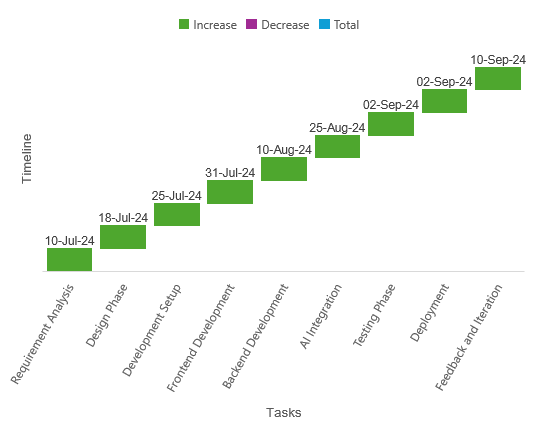 Increase Decrease Total
10-Sep-24
02-Sep-24
02-Sep-24
25-Aug-24
10-Aug-24
31-Jul-24
25-Jul-24
18-Jul-24
10-Jul-24
Timeline
Requirement Analysis
Design Phase
Development Setup
Frontend Development
Backend Development
AI Integration
Testing Phase
Deployment
Feedback and Iteration
Tasks